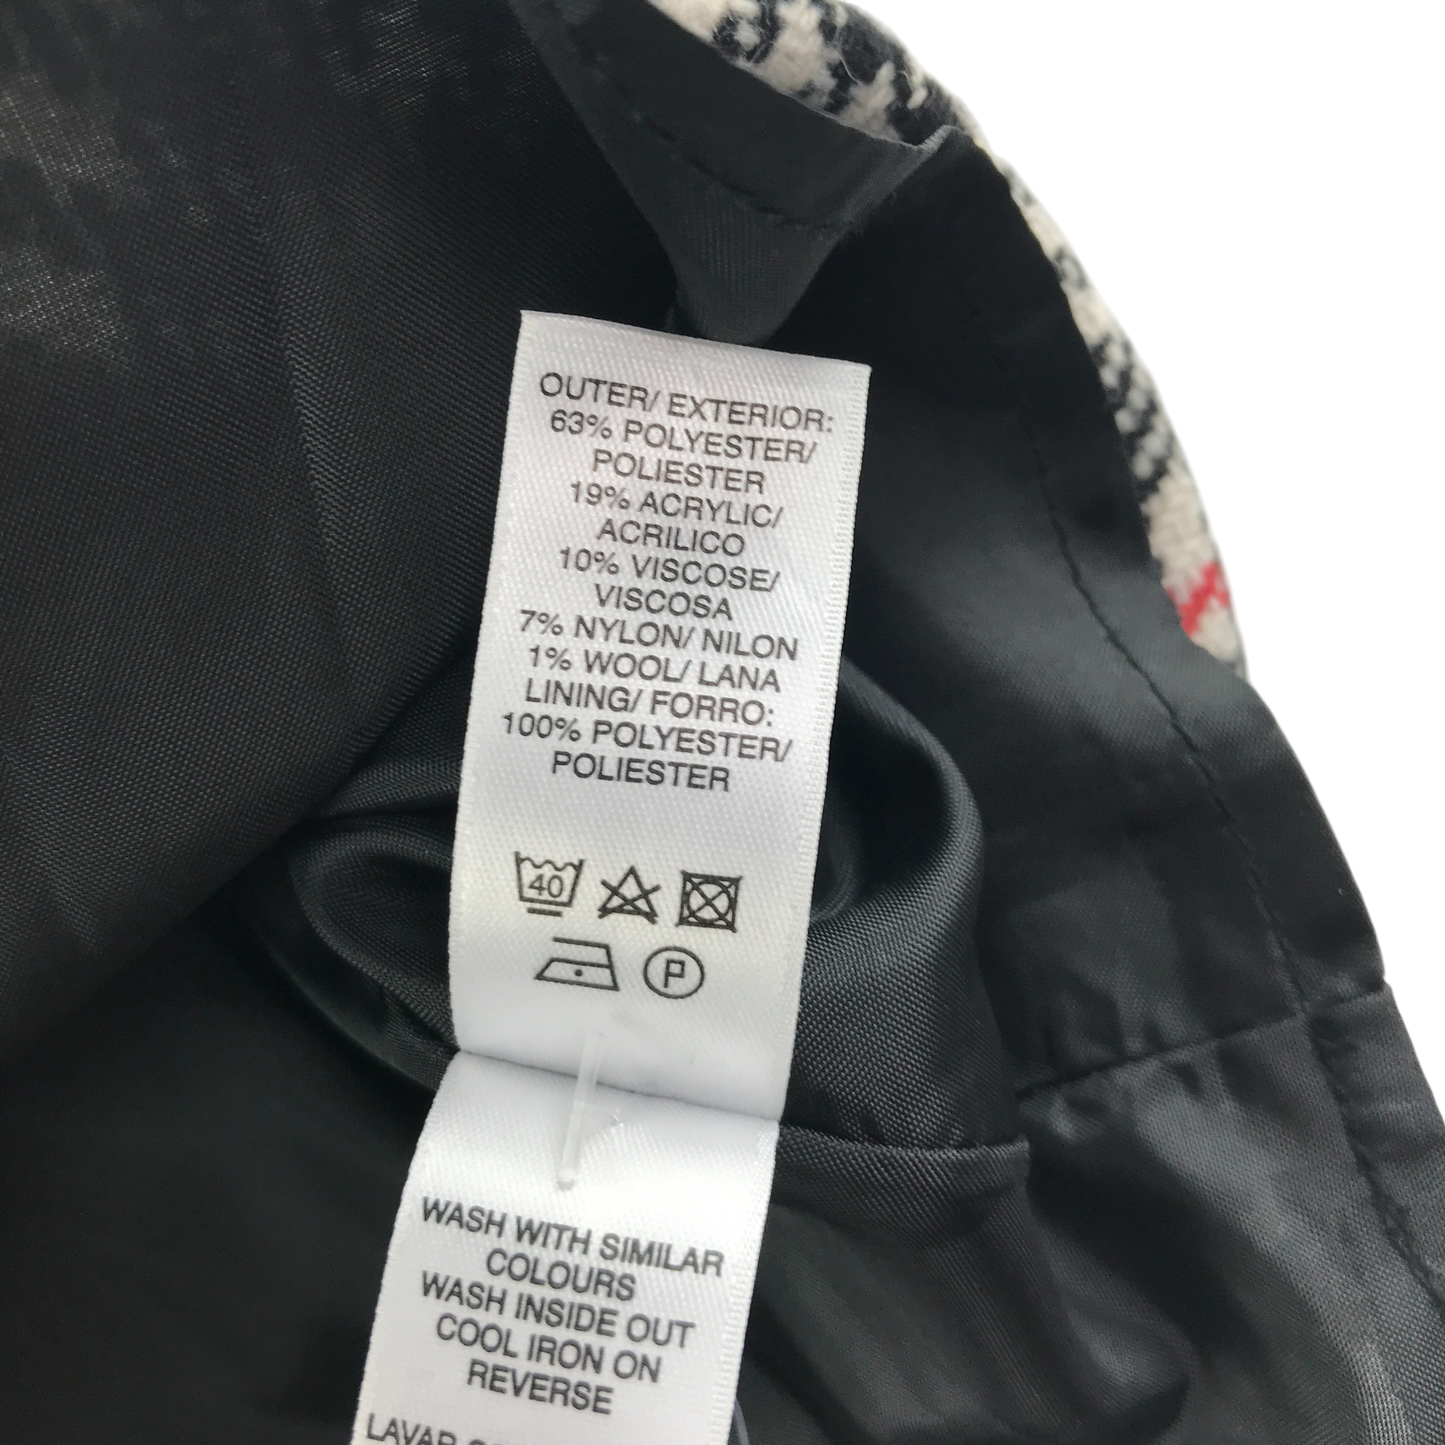 OUTER/ EXTERIOR:
63% POLYESTER/
POLIESTER
19% ACRYLIC/
ACRILICO
10% VISCOSE/
VISCOSA
7% NYLON/ NILON
1% WOOL/ LANA
LINING/ FORRO:
100% POLYESTER/
POLIESTER
40
P
WASH WITH SIMILAR
COLOURS
WASH INSIDE OUT
COOL IRON ON
REVERSE
LAVAR